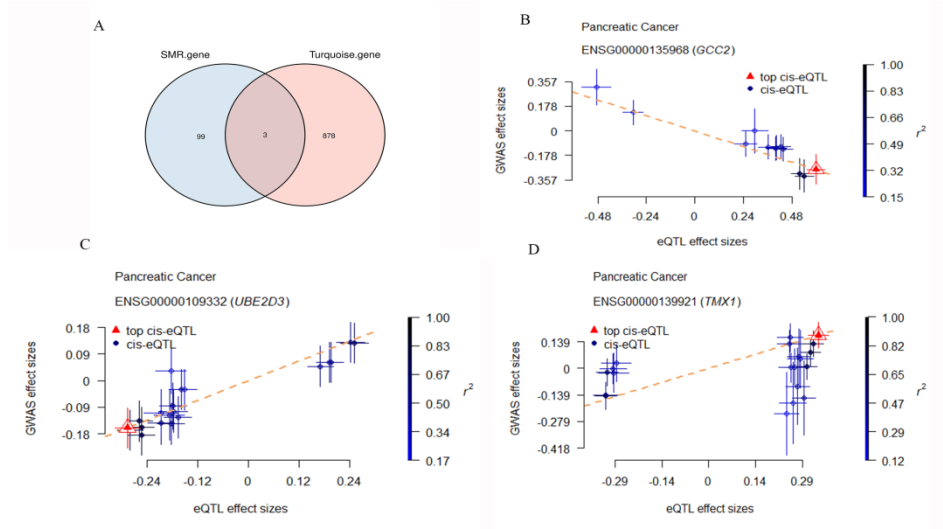 A
SMR.gene
Turquoise.gene
99
3
878
B
Pancreatic Cancer
ENSG00000135968 (GCC2)
top cis-eQTL
cis-eQTL
GWAS effect sizes
0.357
0.178
0
-0.178
-0.357
-0.48
-0.24
0.24
0.48
eQTL effect sizes
1.00
0.83
0.66
0.49
0.32
0.15
r²
C
Pancreatic Cancer
ENSG00000109332 (UBE2D3)
top cis-eQTL
cis-eQTL
GWAS effect sizes
0.18
0.09
0
-0.09
-0.18
-0.24
-0.12
0.00
0.12
0.24
eQTL effect sizes
1.00
0.83
0.67
0.50
0.34
0.17
r²
D
Pancreatic Cancer
ENSG00000139921 (TMX1)
top cis-eQTL
cis-eQTL
GWAS effect sizes
0.139
0
-0.139
-0.279
-0.418
-0.29
-0.14
0.00
0.14
0.29
eQTL effect sizes
1.00
0.82
0.65
0.47
0.30
0.12
r²